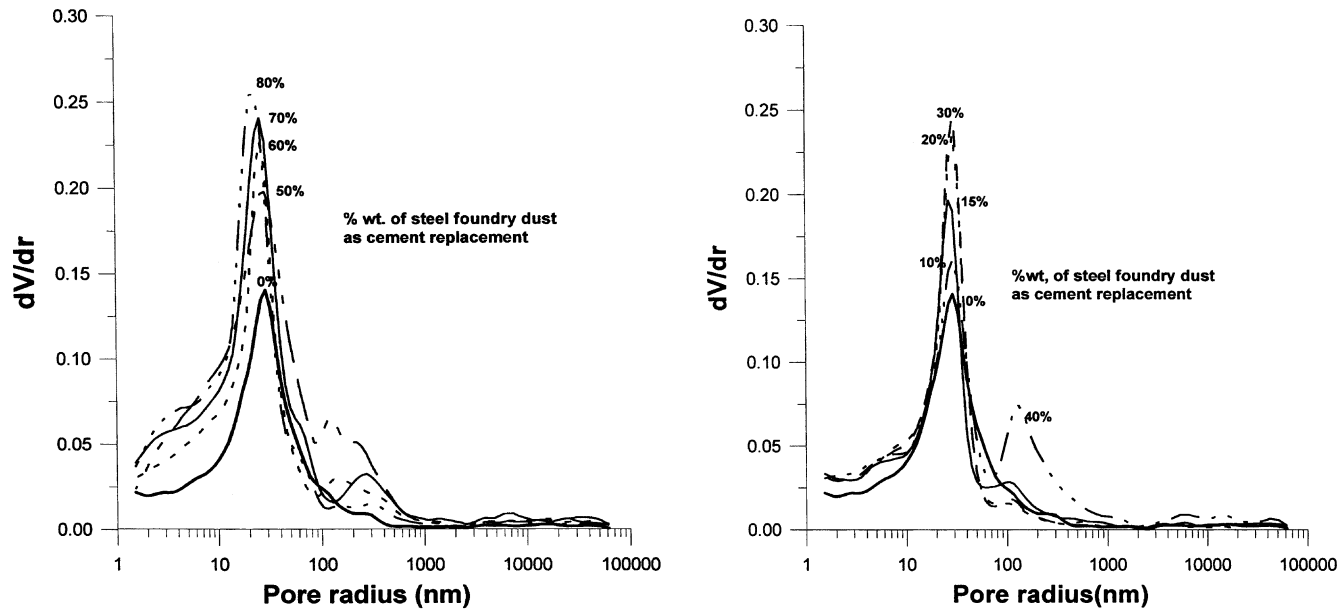 0.30
0.25
0.20
0.15
0.10
0.05
0.00
dV/dr
80%
70%
60%
50%
0%
% wt. of steel foundry dust
as cement replacement
1 10 100 1000 10000 100000
Pore radius (nm)
0.30
0.25
0.20
0.15
0.10
0.05
0.00
dV/dr
30%
20%
15%
10%
0%
40%
%wt, of steel foundry dust
as cement replacement
1 10 100 1000 10000 100000
Pore radius(nm)